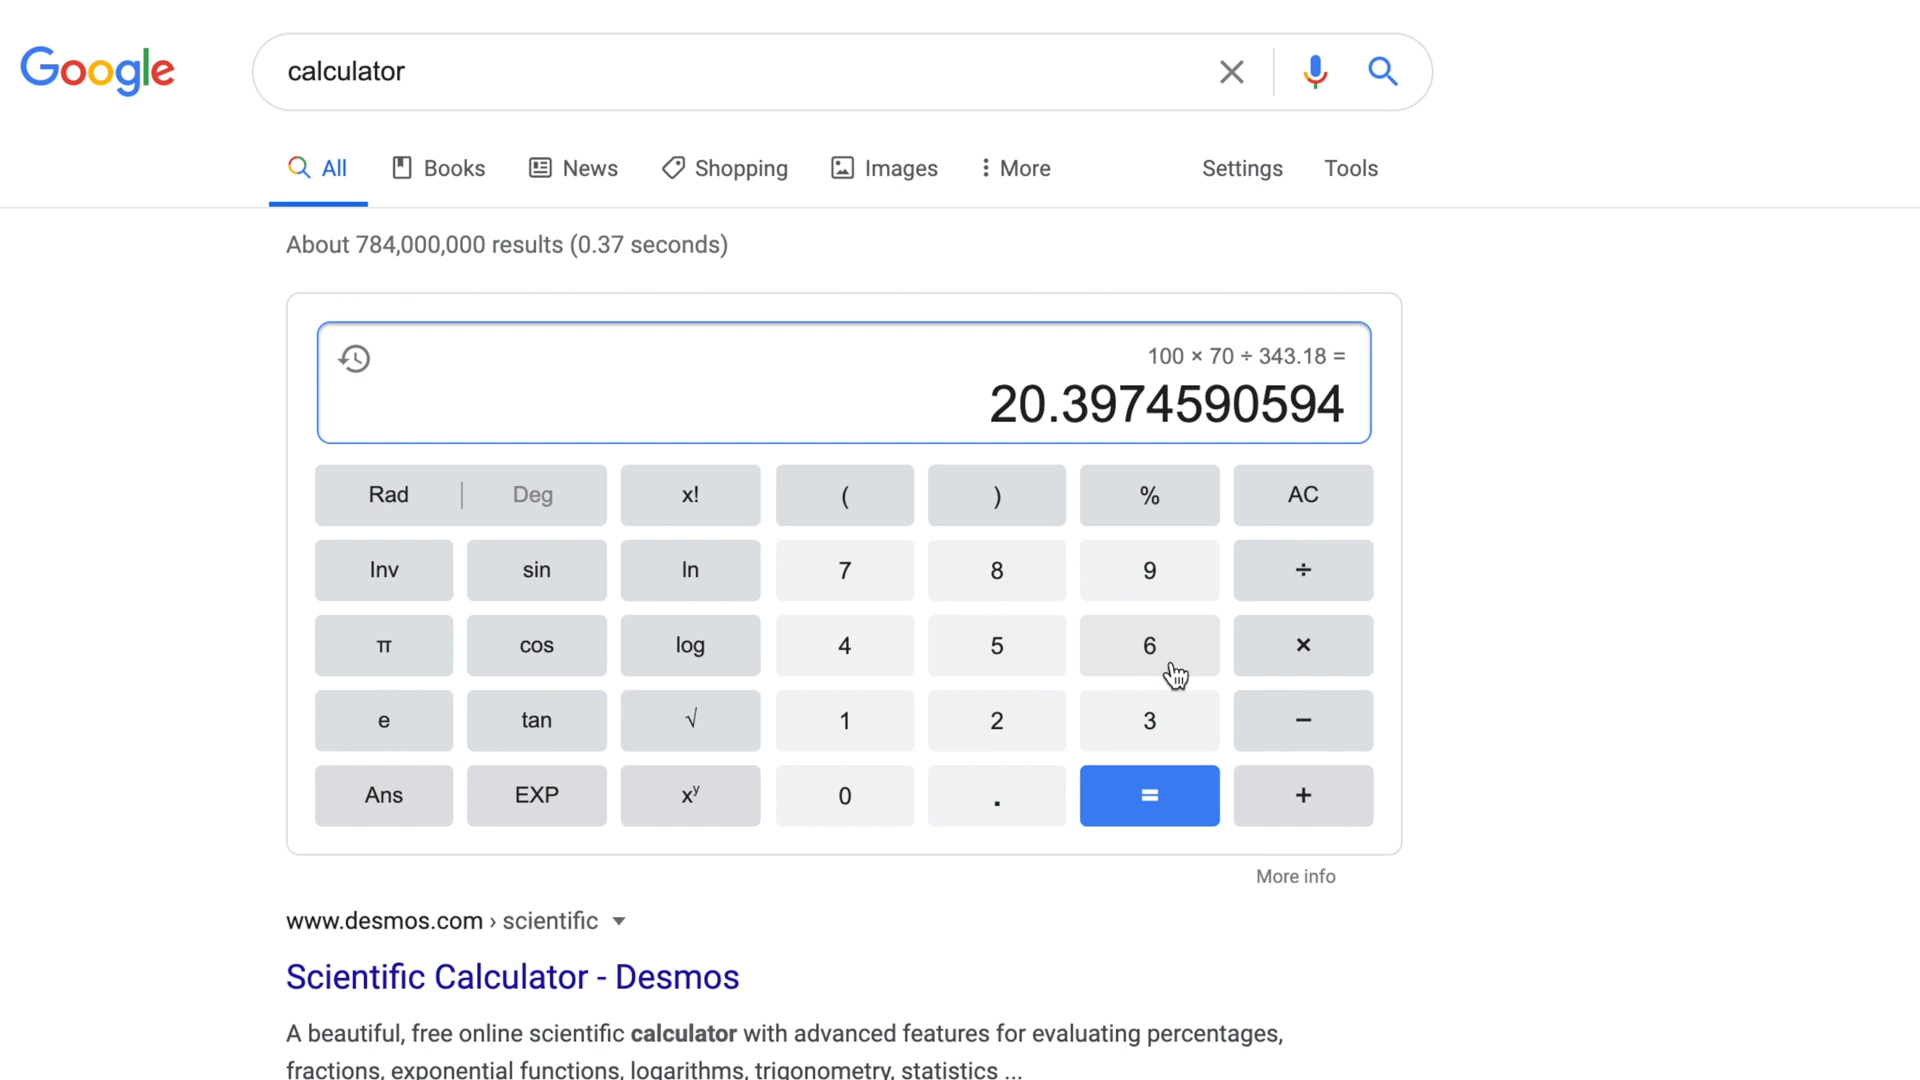 Google
calculator
All Books News Shopping Images More Settings Tools
About 784,000,000 results (0.37 seconds)
100 × 70 ÷ 343.18 =
20.3974590594
Rad | Deg x! ( ) % AC
Inv sin ln 7 8 9 ÷
π cos log 4 5 6 ×
e tan √ 1 2 3 −
Ans EXP xʸ 0 . = +
More info
www.desmos.com › scientific
Scientific Calculator - Desmos
A beautiful, free online scientific calculator with advanced features for evaluating percentages,
fractions, exponential functions, logarithms, trigonometry, statistics ...